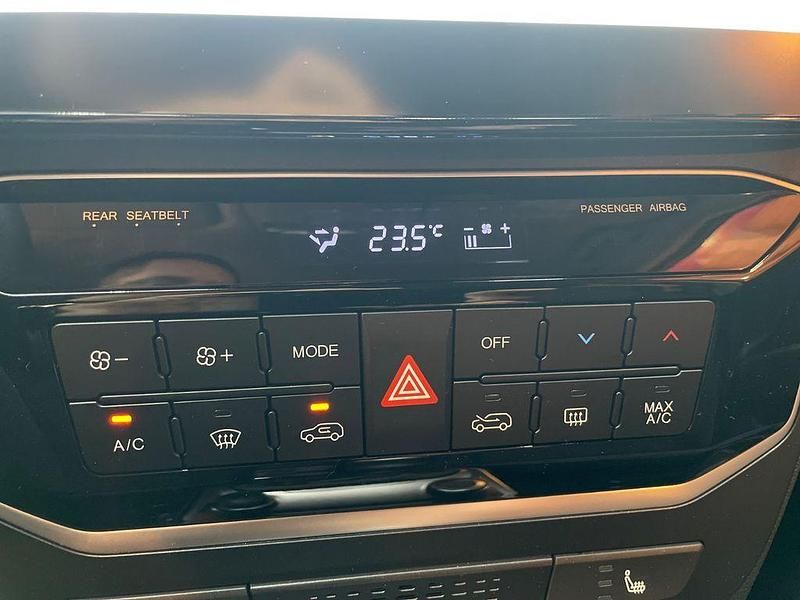 REAR SEATBELT
PASSENGER AIRBAG
23.5°C
- +
- + MODE OFF
A/C MAX A/C